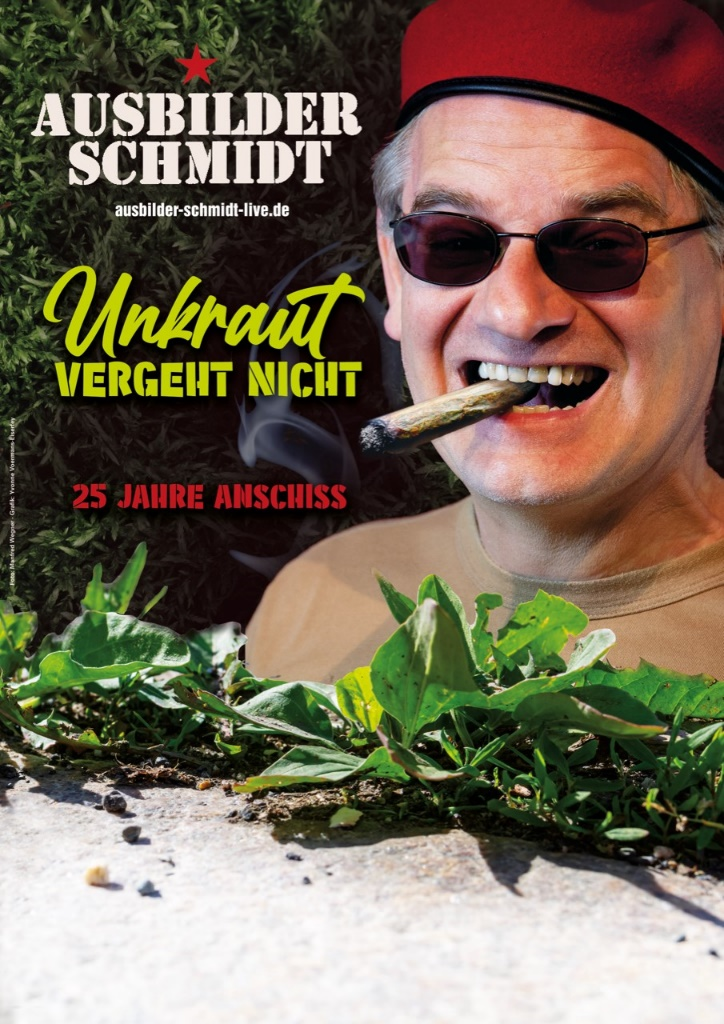 AUSBILDER
SCHMIDT
ausbilder-schmidt-live.de
Unkraut
VERGEHT NICHT
25 JAHRE ANSCHISS